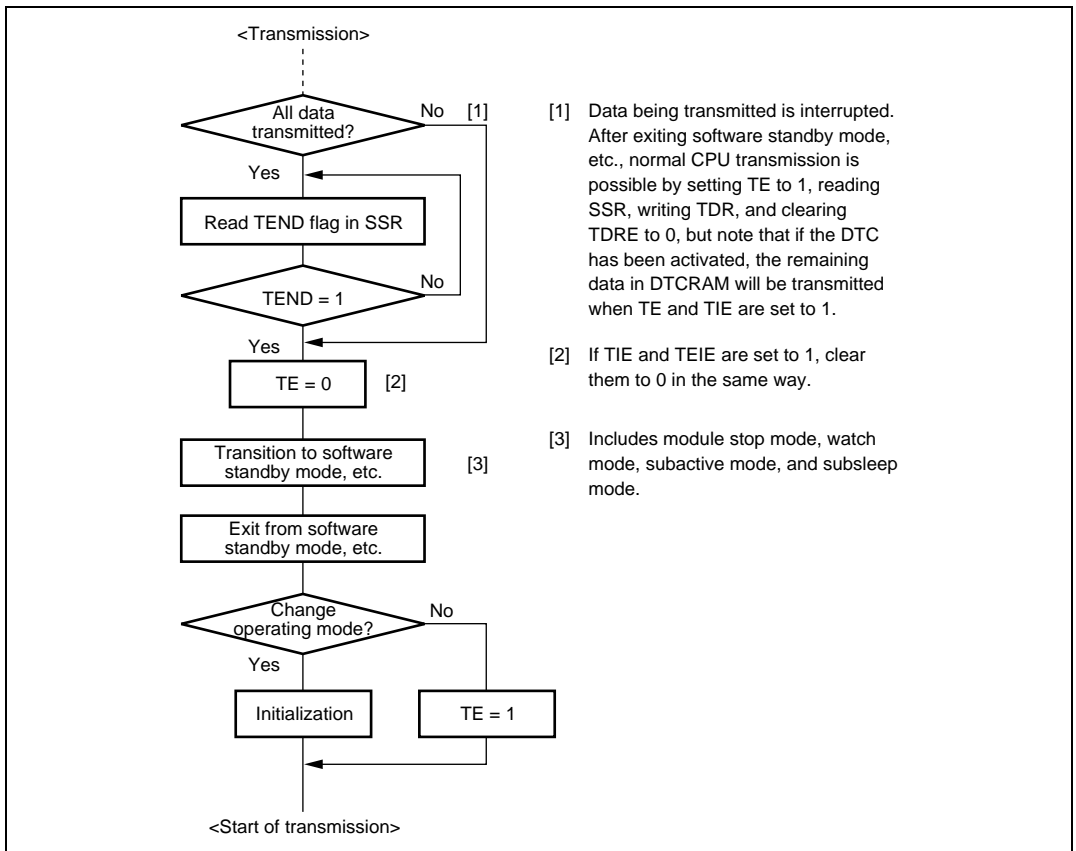 <Transmission>
All data
transmitted?
No
[1]
Yes
Read TEND flag in SSR
TEND = 1
No
Yes
TE = 0
[2]
Transition to software
standby mode, etc.
[3]
Exit from software
standby mode, etc.
Change
operating mode?
No
Yes
Initialization
TE = 1
<Start of transmission>
[1] Data being transmitted is interrupted.
After exiting software standby mode,
etc., normal CPU transmission is
possible by setting TE to 1, reading
SSR, writing TDR, and clearing
TDRE to 0, but note that if the DTC
has been activated, the remaining
data in DTCRAM will be transmitted
when TE and TIE are set to 1.
[2] If TIE and TEIE are set to 1, clear
them to 0 in the same way.
[3] Includes module stop mode, watch
mode, subactive mode, and subsleep
mode.